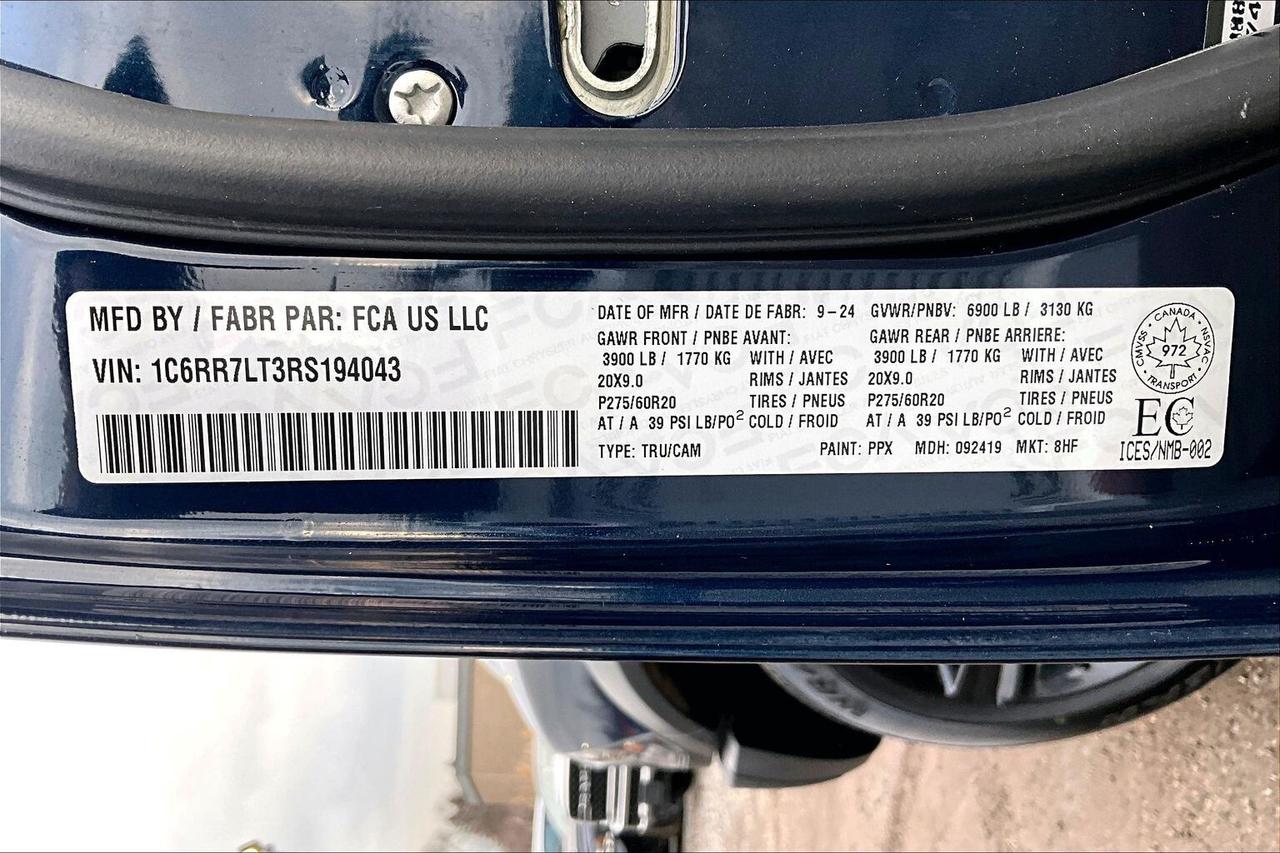 MFD BY / FABR PAR: FCA US LLC
VIN: 1C6RR7LT3RS194043
DATE OF MFR / DATE DE FABR: 9-24 GVWR/PNBV: 6900 LB / 3130 KG
GAWR FRONT / PNBE AVANT: GAWR REAR / PNBE ARRIERE:
3900 LB / 1770 KG WITH / AVEC 3900 LB / 1770 KG WITH / AVEC
20X9.0 RIMS / JANTES 20X9.0 RIMS / JANTES
P275/60R20 TIRES / PNEUS P275/60R20 TIRES / PNEUS
AT / A 39 PSI LB/PO² COLD / FROID AT / A 39 PSI LB/PO² COLD / FROID
TYPE: TRU/CAM PAINT: PPX MDH: 092419 MKT: 8HF
CMVSS · CANADA · NSVAC · TRANSPORT
972
EC
ICES/NMB-002